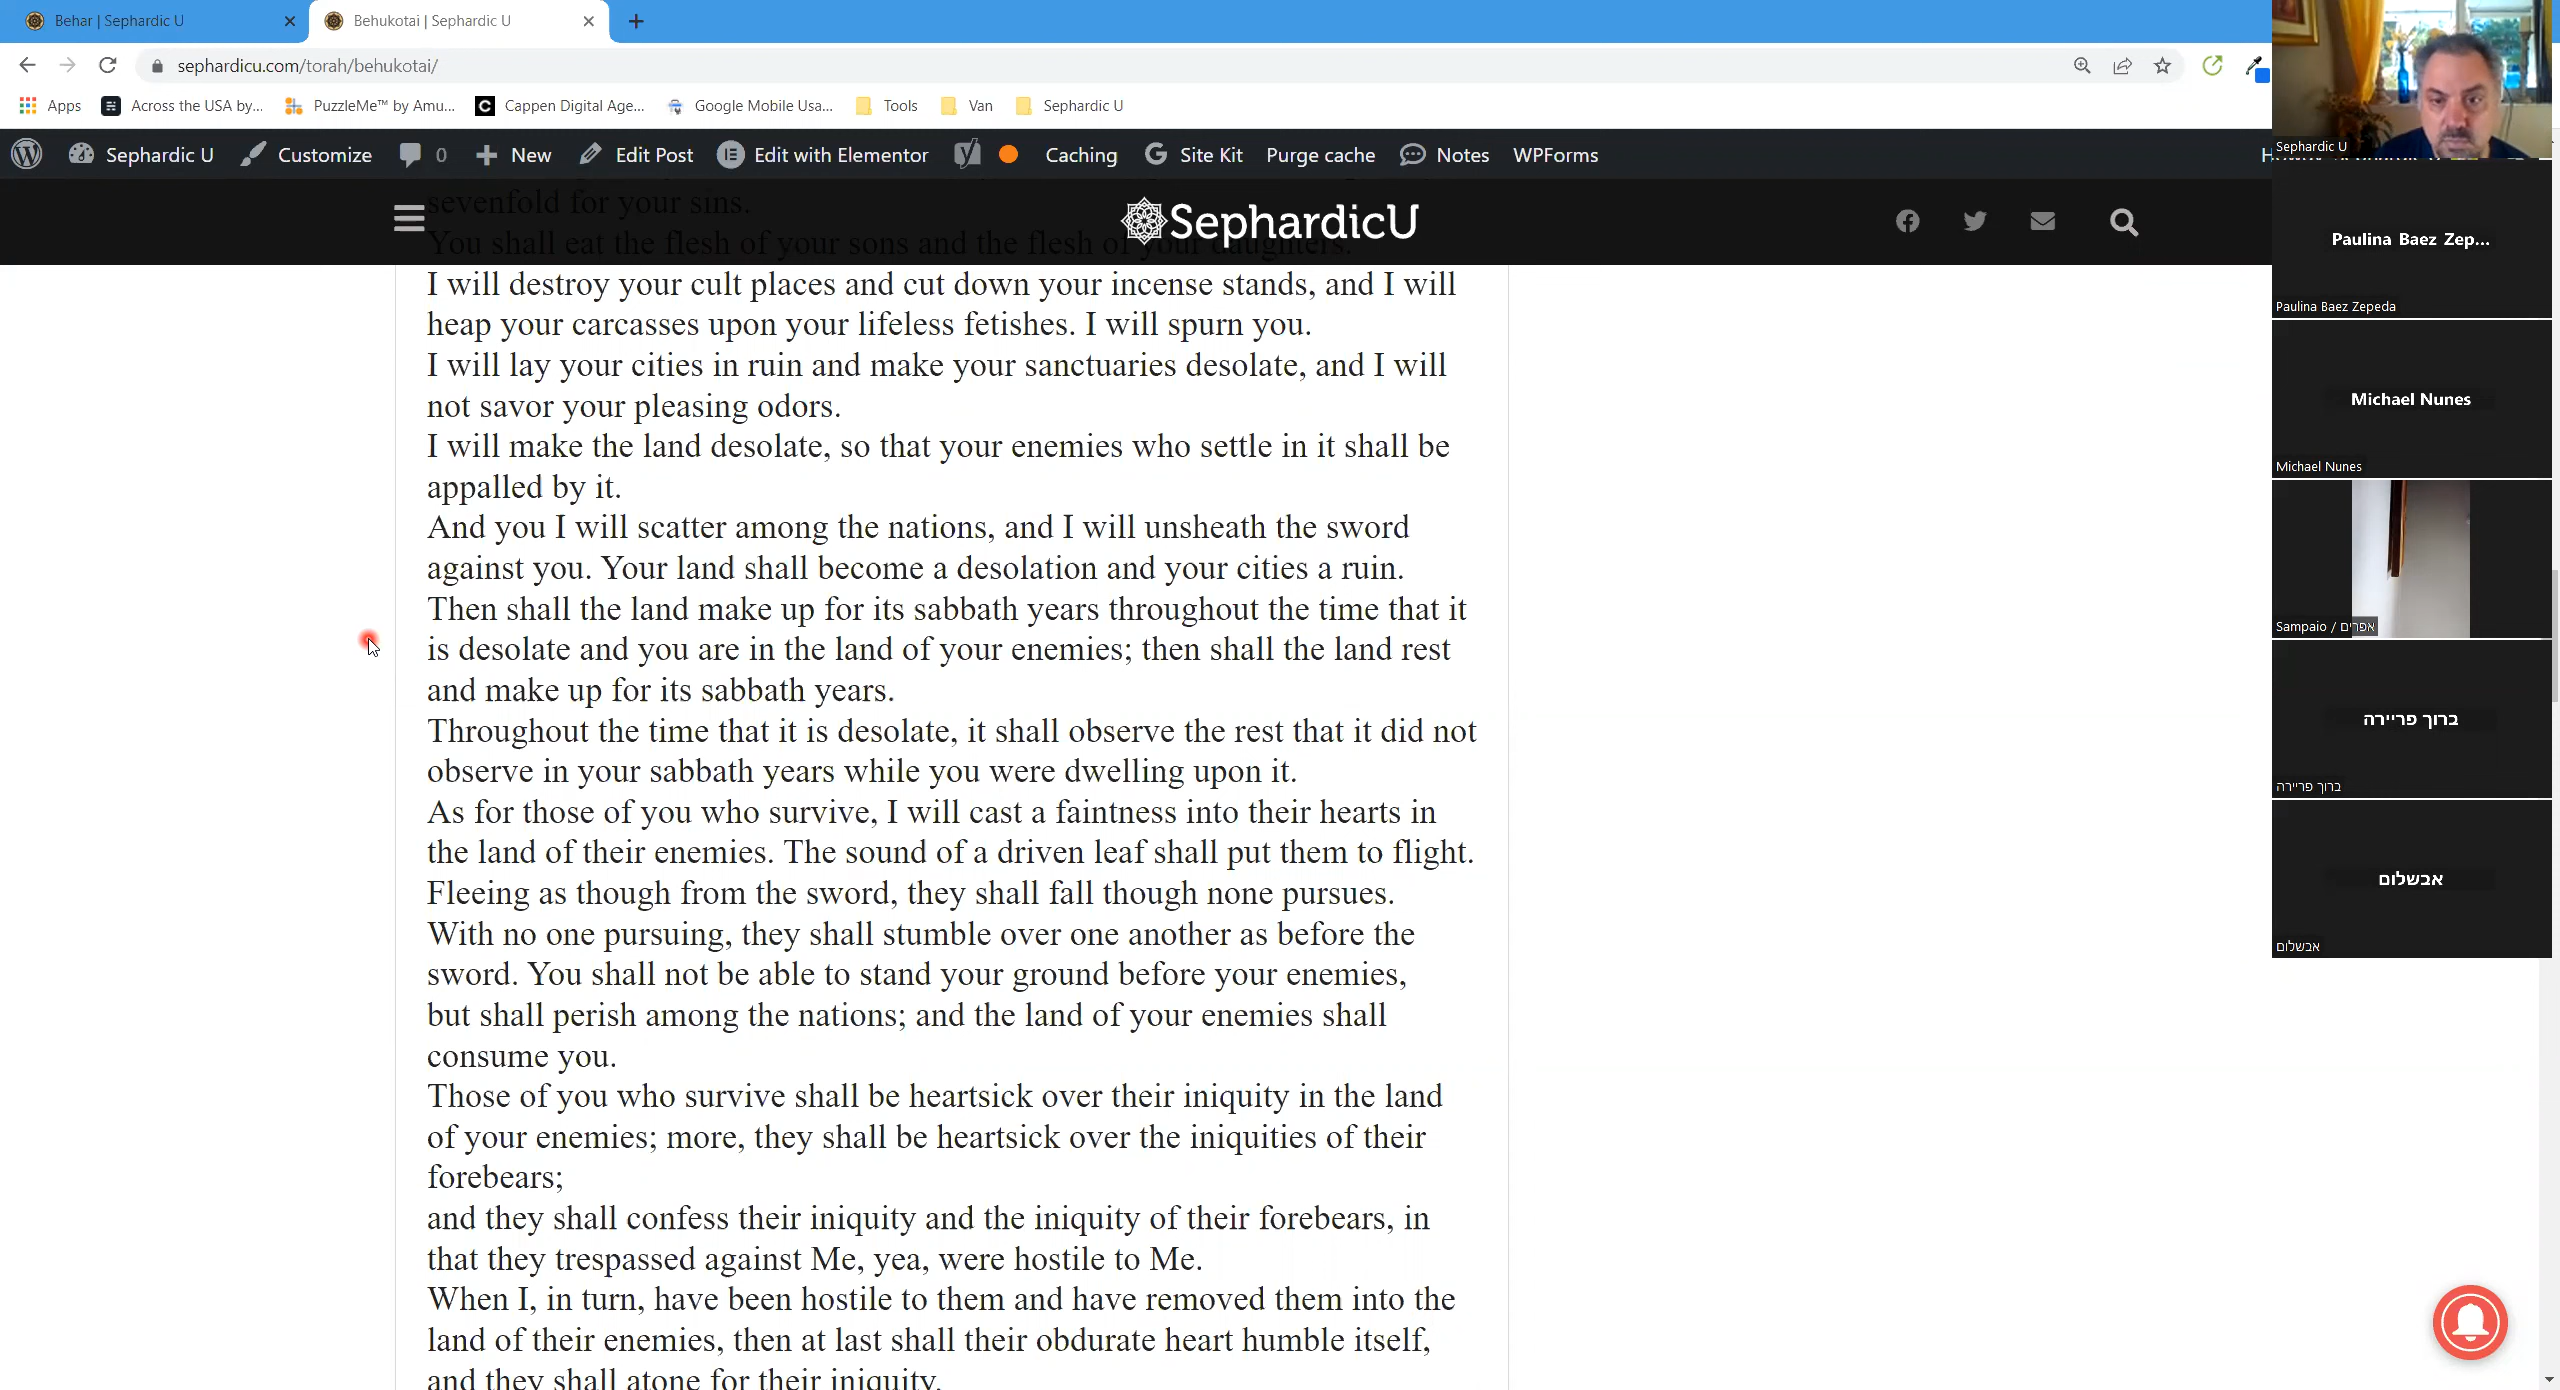 Behar | Sephardic U
Behukotai | Sephardic U
sephardicu.com/torah/behukotai/
Apps
Across the USA by...
PuzzleMe™ by Amu...
Cappen Digital Age...
Google Mobile Usa...
Tools
Van
Sephardic U
Sephardic U
Customize
0
New
Edit Post
Edit with Elementor
Caching
Site Kit
Purge cache
Notes
WPForms
SephardicU
sevenfold for your sins.
You shall eat the flesh of your sons and the flesh of your daughters.
I will destroy your cult places and cut down your incense stands, and I will
heap your carcasses upon your lifeless fetishes. I will spurn you.
I will lay your cities in ruin and make your sanctuaries desolate, and I will
not savor your pleasing odors.
I will make the land desolate, so that your enemies who settle in it shall be
appalled by it.
And you I will scatter among the nations, and I will unsheath the sword
against you. Your land shall become a desolation and your cities a ruin.
Then shall the land make up for its sabbath years throughout the time that it
is desolate and you are in the land of your enemies; then shall the land rest
and make up for its sabbath years.
Throughout the time that it is desolate, it shall observe the rest that it did not
observe in your sabbath years while you were dwelling upon it.
As for those of you who survive, I will cast a faintness into their hearts in
the land of their enemies. The sound of a driven leaf shall put them to flight.
Fleeing as though from the sword, they shall fall though none pursues.
With no one pursuing, they shall stumble over one another as before the
sword. You shall not be able to stand your ground before your enemies,
but shall perish among the nations; and the land of your enemies shall
consume you.
Those of you who survive shall be heartsick over their iniquity in the land
of your enemies; more, they shall be heartsick over the iniquities of their
forebears;
and they shall confess their iniquity and the iniquity of their forebears, in
that they trespassed against Me, yea, were hostile to Me.
When I, in turn, have been hostile to them and have removed them into the
land of their enemies, then at last shall their obdurate heart humble itself,
and they shall atone for their iniquity.
Sephardic U
Paulina Baez Zep...
Paulina Baez Zepeda
Michael Nunes
Michael Nunes
Sampaio / אפרים
ברוך פריירה
ברוך פריירה
אבשלום
אבשלום